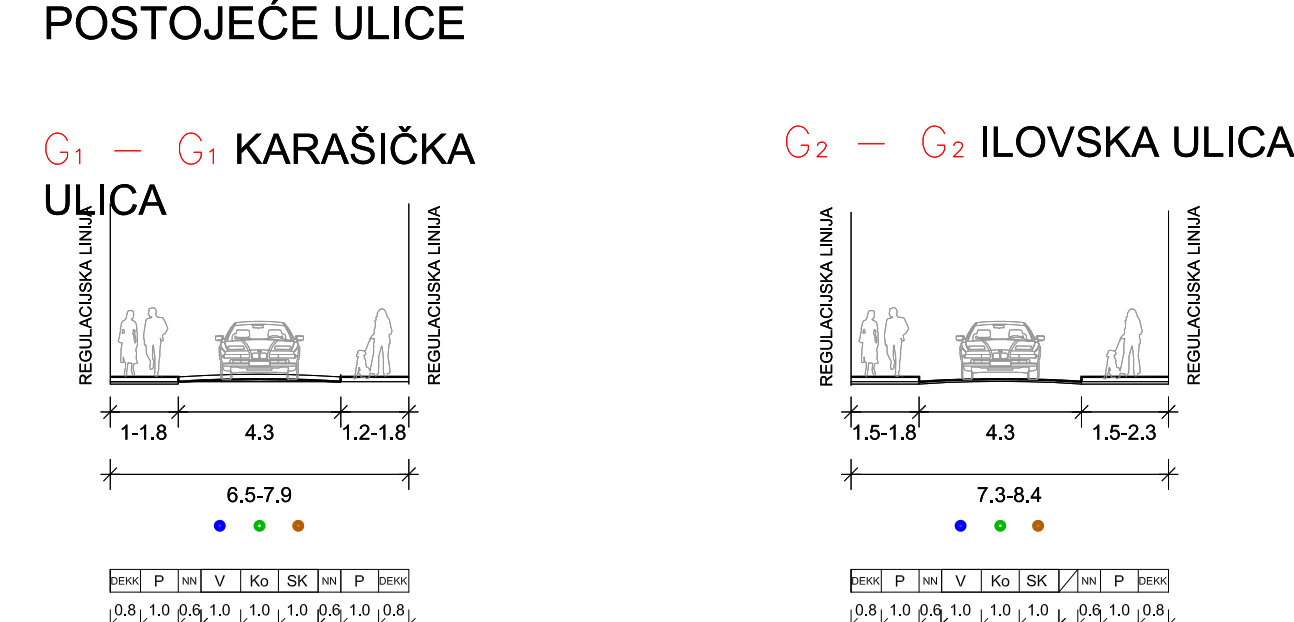 POSTOJEĆE ULICE
G1 — G1 KARAŠIČKA
ULICA
REGULACIJSKA LINIJA
REGULACIJSKA LINIJA
1-1.8 4.3 1.2-1.8
6.5-7.9
DEKK P NN V Ko SK NN P DEKK
0.8 1.0 0.6 1.0 1.0 1.0 0.6 1.0 0.8
G2 — G2 ILOVSKA ULICA
REGULACIJSKA LINIJA
REGULACIJSKA LINIJA
1.5-1.8 4.3 1.5-2.3
7.3-8.4
DEKK P NN V Ko SK NN P DEKK
0.8 1.0 0.6 1.0 1.0 1.0 0.6 1.0 0.8